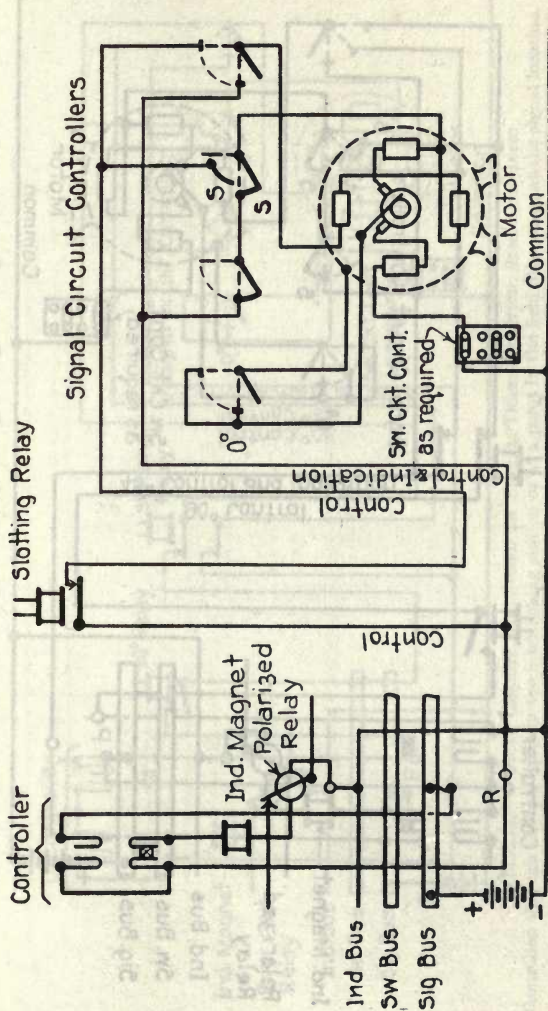 Controller
Ind. Magnet
Polarized
Relay
Ind Bus
Sw Bus
Sig Bus
R
+
-
Slotting Relay
Control
Control
Control & Indication
Signal Circuit Controllers
0°
S
S
Sw. Ckt. Cont.
as required
Motor
Common